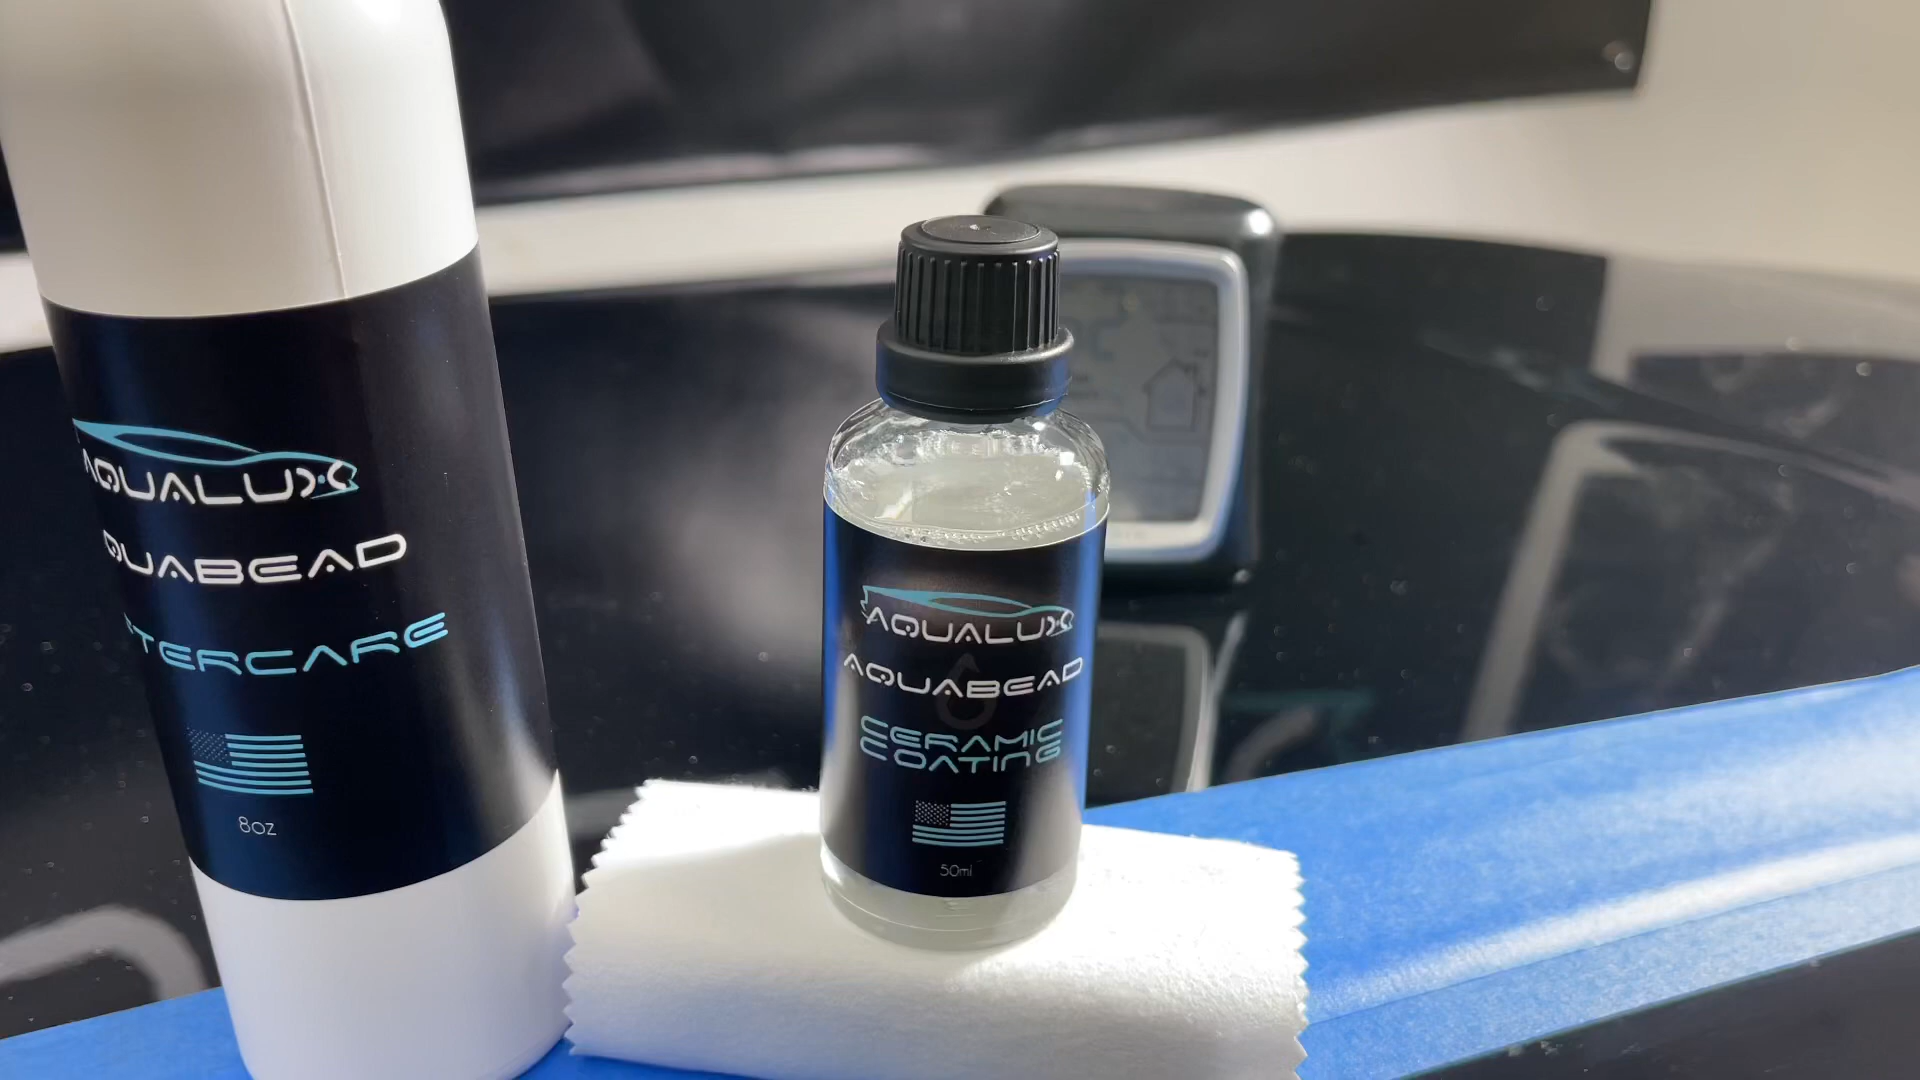 AQUALUX
QUABEAD
TERCARE
8oz
AQUALUX
AQUABEAD
CERAMIC
COATING
50ml